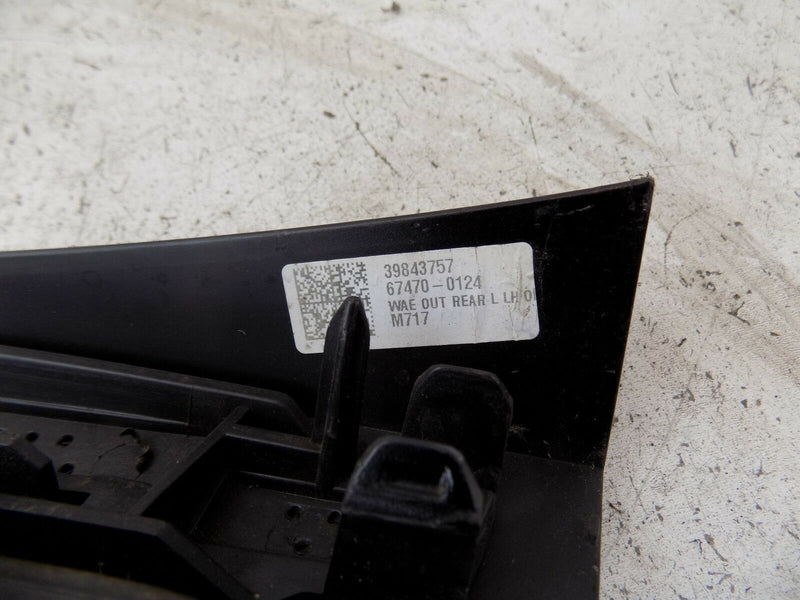 39843757
67470-0124
WAE OUT REAR L LH O
M717